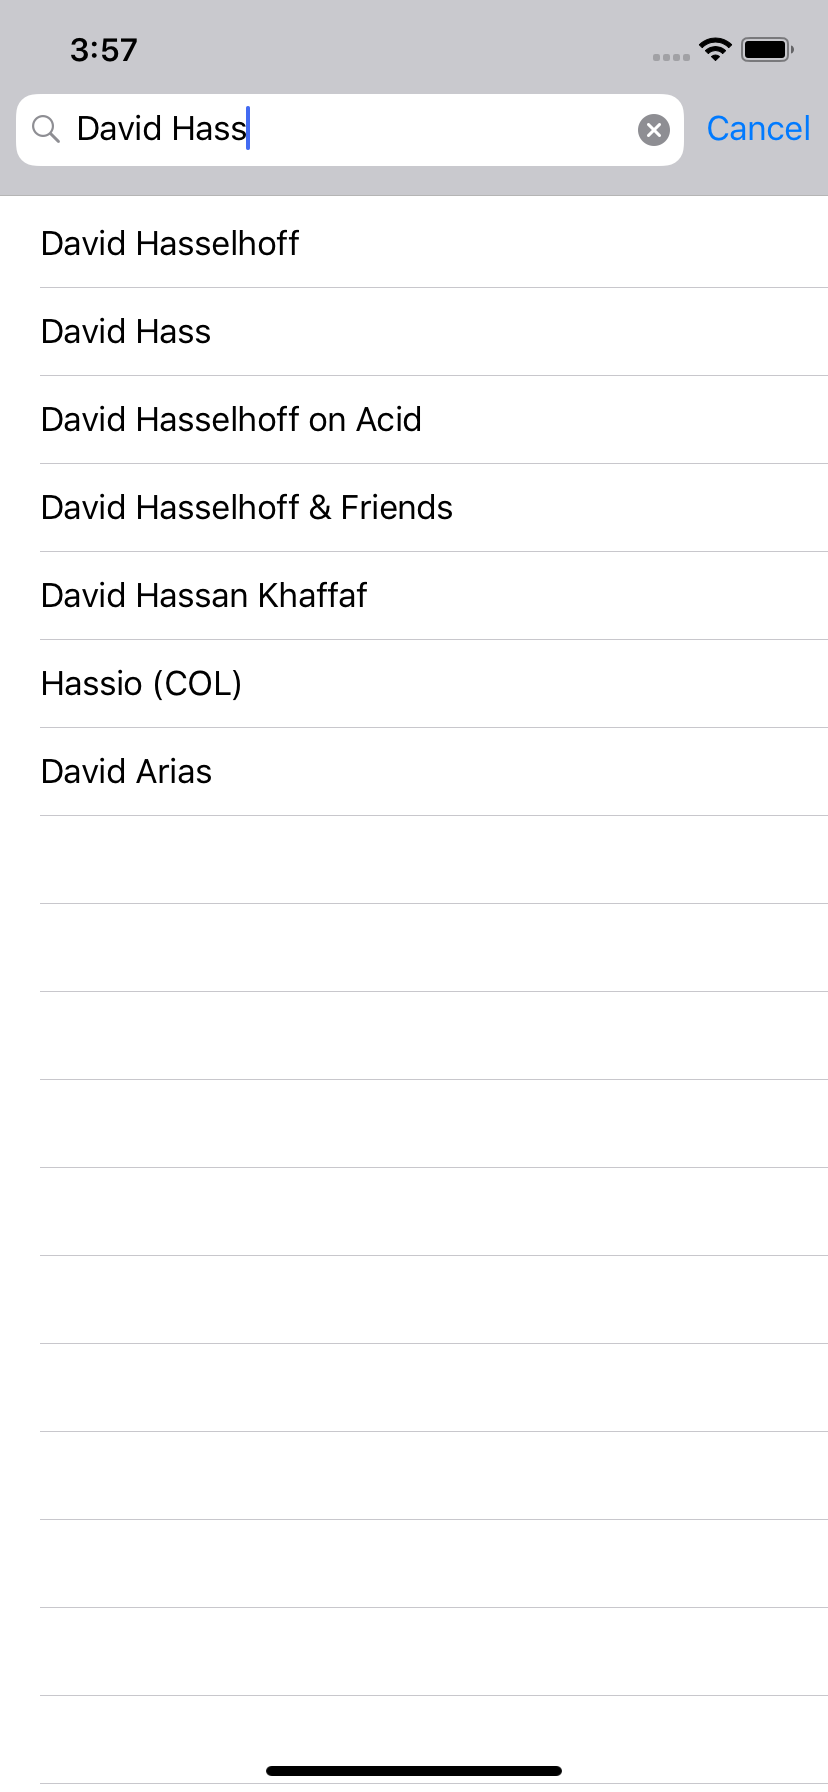 3:57
David Hass
Cancel
David Hasselhoff
David Hass
David Hasselhoff on Acid
David Hasselhoff & Friends
David Hassan Khaffaf
Hassio (COL)
David Arias